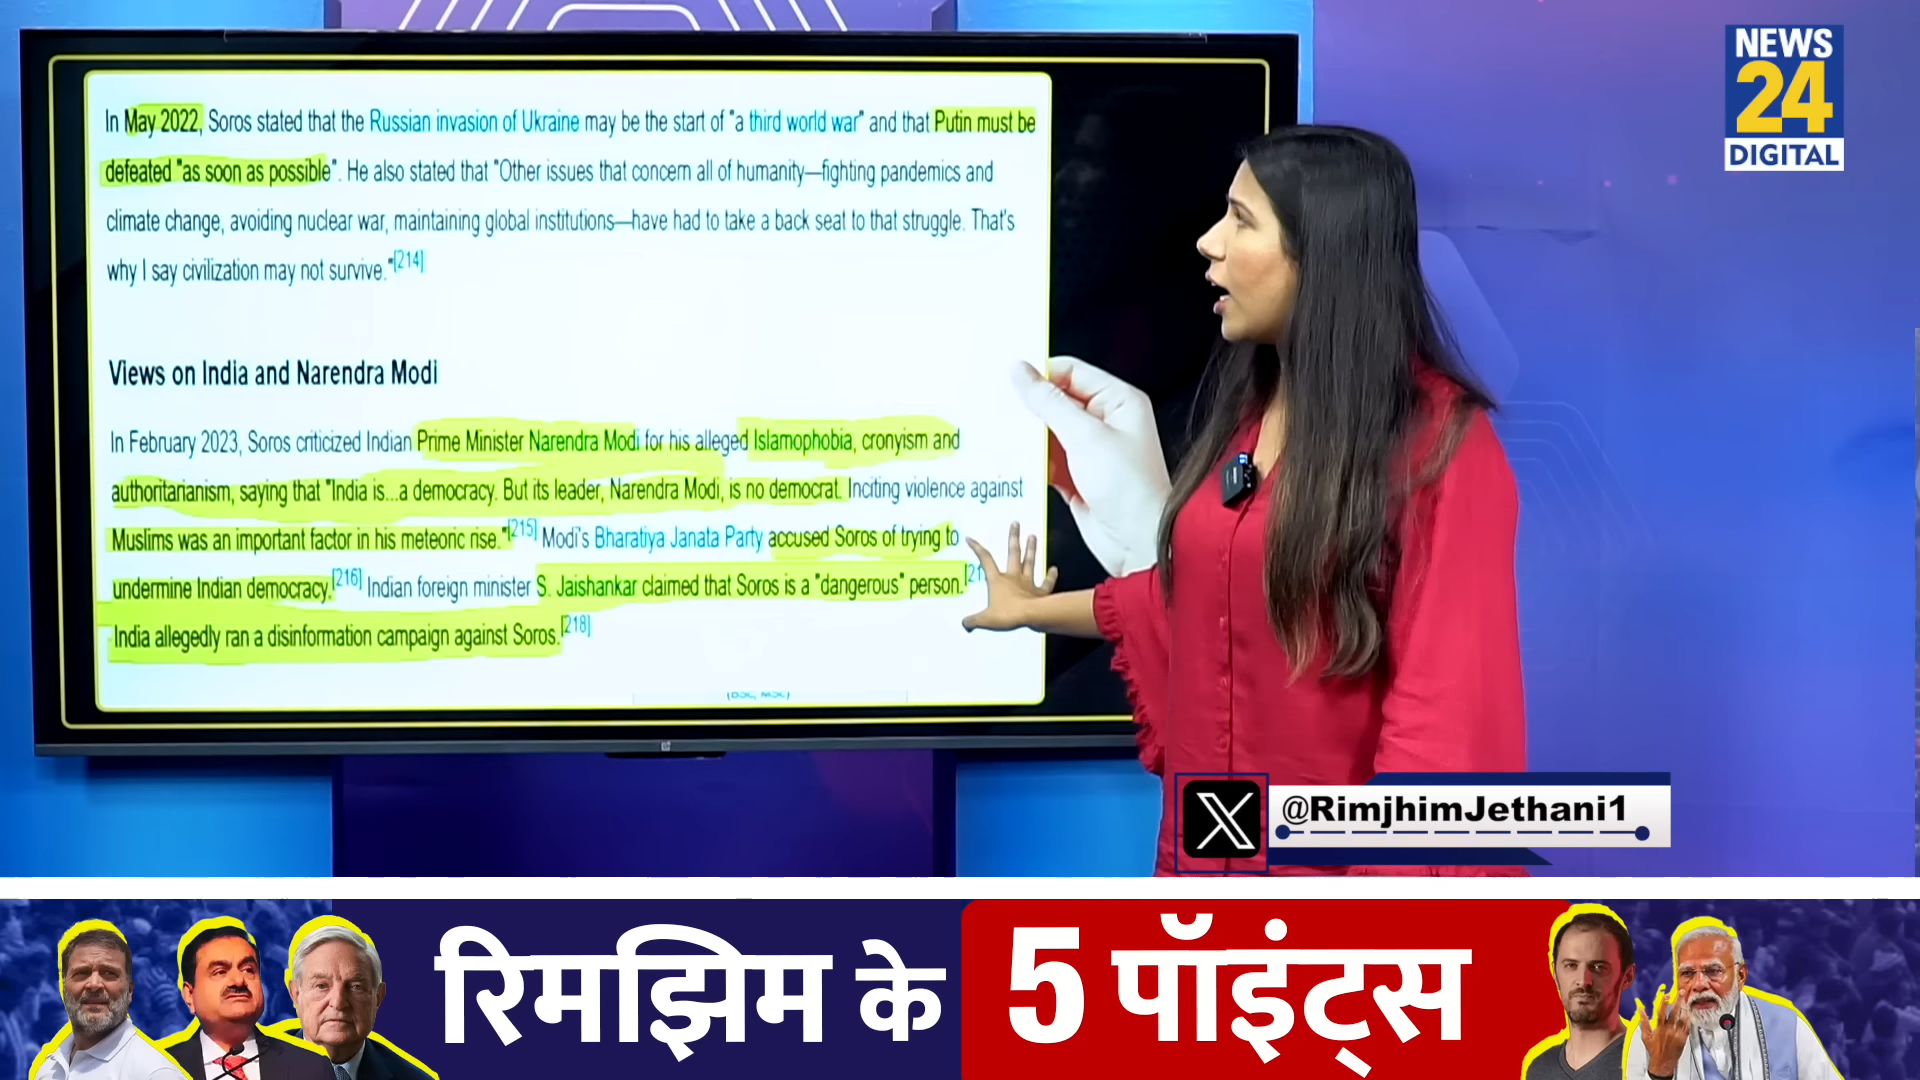 In May 2022, Soros stated that the Russian invasion of Ukraine may be the start of "a third world war" and that Putin must be
defeated "as soon as possible". He also stated that "Other issues that concern all of humanity—fighting pandemics and
climate change, avoiding nuclear war, maintaining global institutions—have had to take a back seat to that struggle. That's
why I say civilization may not survive."[214]
Views on India and Narendra Modi
In February 2023, Soros criticized Indian Prime Minister Narendra Modi for his alleged Islamophobia, cronyism and
authoritarianism, saying that "India is...a democracy. But its leader, Narendra Modi, is no democrat. Inciting violence against
Muslims was an important factor in his meteoric rise."[215] Modi's Bharatiya Janata Party accused Soros of trying to
undermine Indian democracy.[216] Indian foreign minister S. Jaishankar claimed that Soros is a "dangerous" person.
India allegedly ran a disinformation campaign against Soros.[218]
NEWS
24
DIGITAL
@RimjhimJethani1
रिमझिम के 5 पॉइंट्स